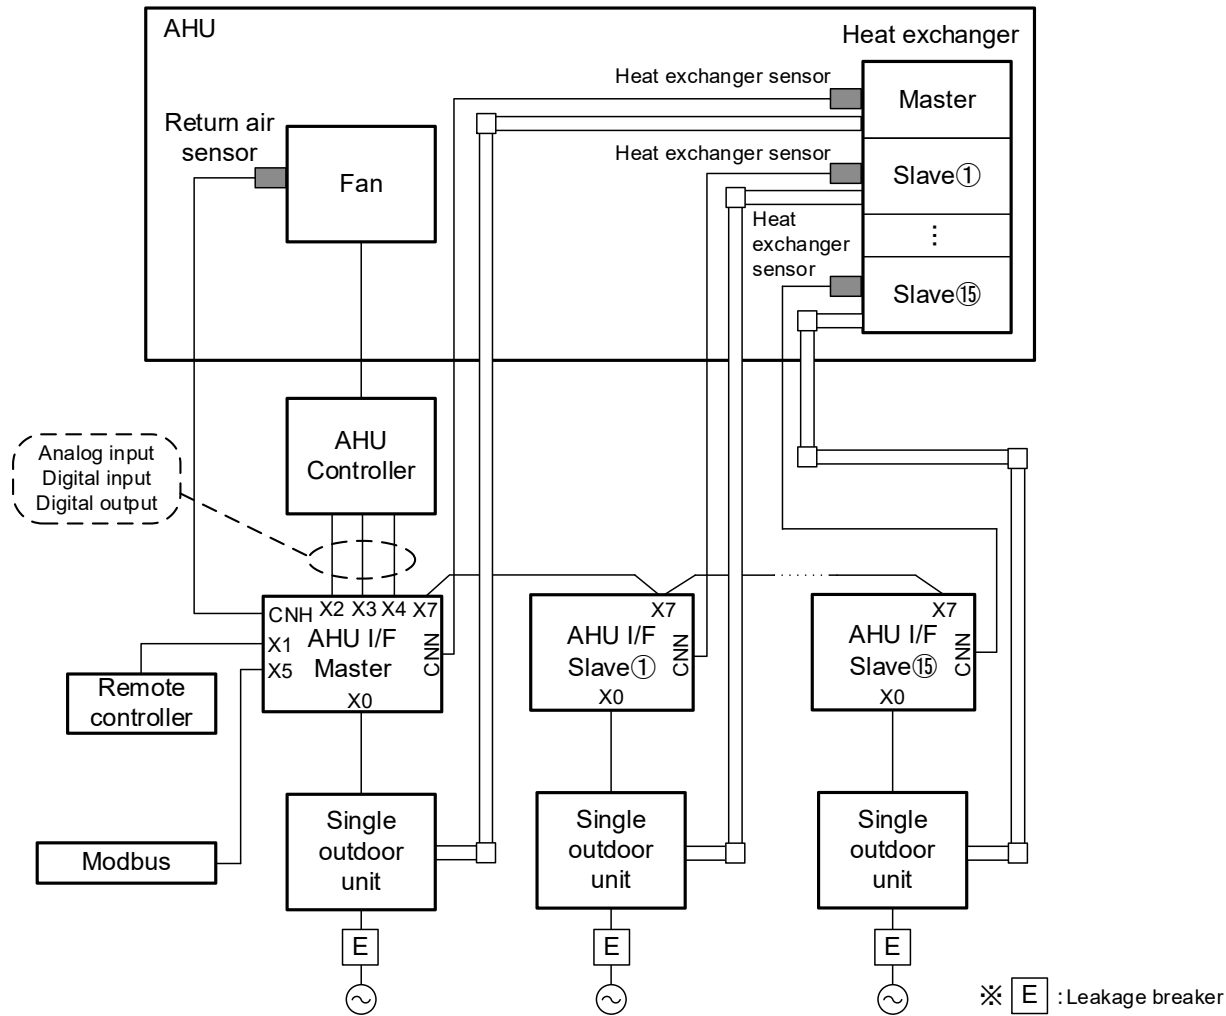 AHU
Heat exchanger
Heat exchanger sensor
Master
Return air
sensor
Fan
Heat exchanger sensor
Slave①
Heat
exchanger
sensor
⋮
Slave⑮
Analog input
Digital input
Digital output
AHU
Controller
CNH X2 X3 X4 X7
X1
AHU I/F
Master
CNN
X5
X0
X7
AHU I/F
Slave①
CNN
X0
X7
AHU I/F
Slave⑮
CNN
X0
Remote
controller
Modbus
Single
outdoor
unit
Single
outdoor
unit
Single
outdoor
unit
E
E
E
※ E : Leakage breaker